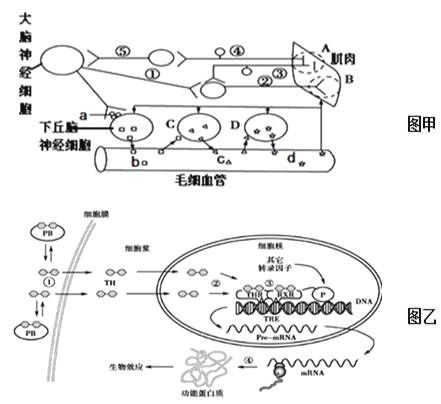 大脑神经细胞
⑤
④
A
肌肉
①
③
②
B
a
下丘脑
神经细胞
C
D
b
c
d
毛细血管
图甲
细胞膜
细胞浆
细胞核
其它
转录因子
PB
①
TH
②
③
THR
RXR
P
DNA
TRE
Pre-mRNA
PB
生物效应
④
mRNA
功能蛋白质
图乙